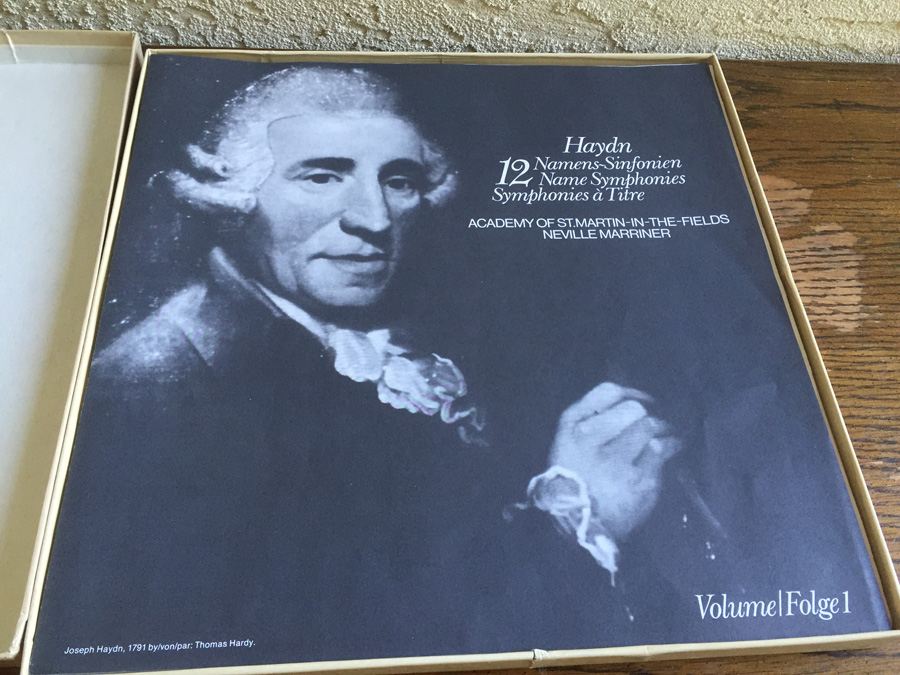 Haydn
12 Namens-Sinfonien
Name Symphonies
Symphonies à Titre
ACADEMY OF ST.MARTIN-IN-THE-FIELDS
NEVILLE MARRINER
Volume|Folge 1
Joseph Haydn, 1791 by/von/par: Thomas Hardy.